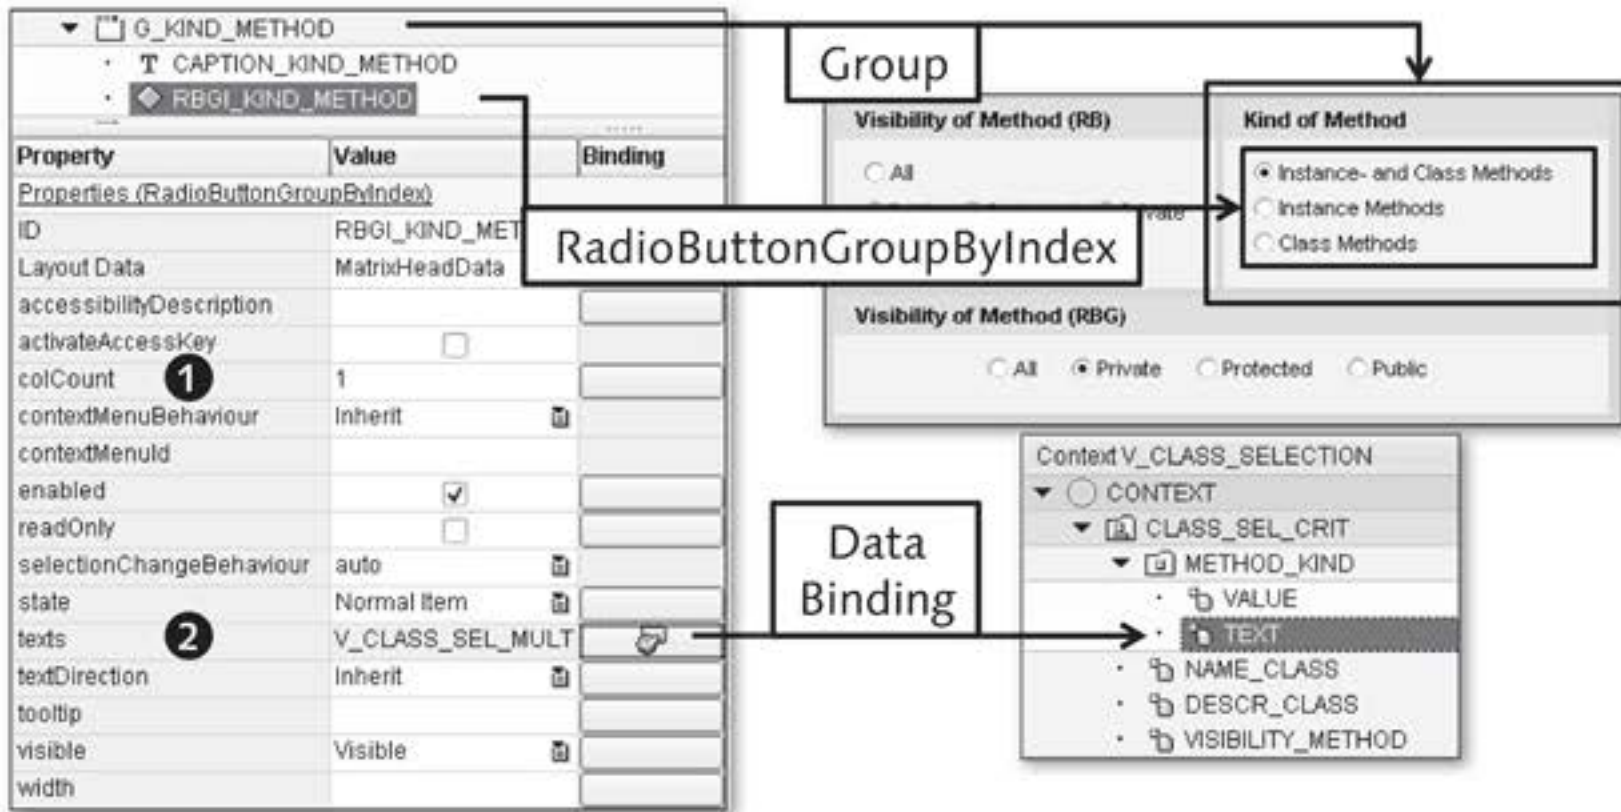 G_KIND_METHOD
T CAPTION_KIND_METHOD
RBGI_KIND_METHOD
Property Value Binding
Properties (RadioButtonGroupByIndex)
ID RBGI_KIND_MET
Layout Data MatrixHeadData
accessibilityDescription
activateAccessKey
colCount 1 1
contextMenuBehaviour Inherit
contextMenuId
enabled
readOnly
selectionChangeBehaviour auto
state Normal Item
texts 2 V_CLASS_SEL_MULT
textDirection Inherit
tooltip
visible Visible
width
Group
RadioButtonGroupByIndex
Data
Binding
Visibility of Method (RB)
All
Kind of Method
Instance- and Class Methods
Instance Methods
Class Methods
Visibility of Method (RBG)
All Private Protected Public
Context V_CLASS_SELECTION
CONTEXT
CLASS_SEL_CRIT
METHOD_KIND
VALUE
TEXT
NAME_CLASS
DESCR_CLASS
VISIBILITY_METHOD